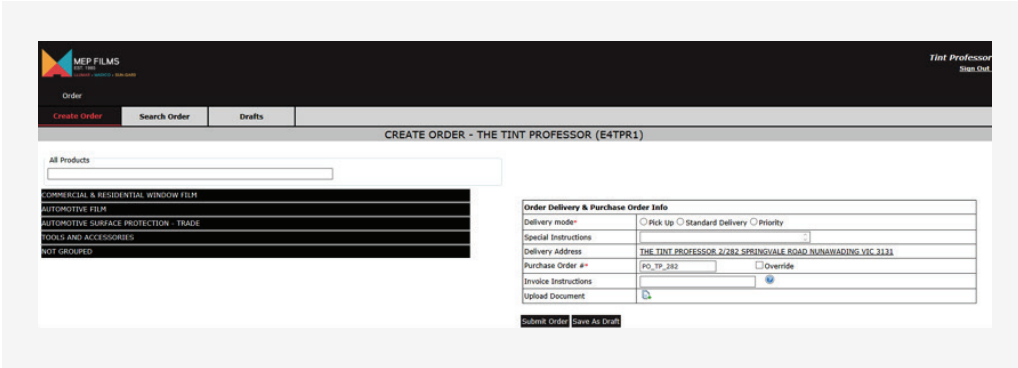 MEP FILMS
EST. 1985
Tint Professor
Sign Out
Order
Create Order Search Order Drafts
CREATE ORDER - THE TINT PROFESSOR (E4TPR1)
All Products
COMMERCIAL & RESIDENTIAL WINDOW FILM
AUTOMOTIVE FILM
AUTOMOTIVE SURFACE PROTECTION - TRADE
TOOLS AND ACCESSORIES
NOT GROUPED
Order Delivery & Purchase Order Info
Delivery mode* Pick Up Standard Delivery Priority
Special Instructions
Delivery Address THE TINT PROFESSOR 2/282 SPRINGVALE ROAD NUNAWADING VIC 3131
Purchase Order #* PO_TP_282 Override
Invoice Instructions
Upload Document
Submit Order Save As Draft